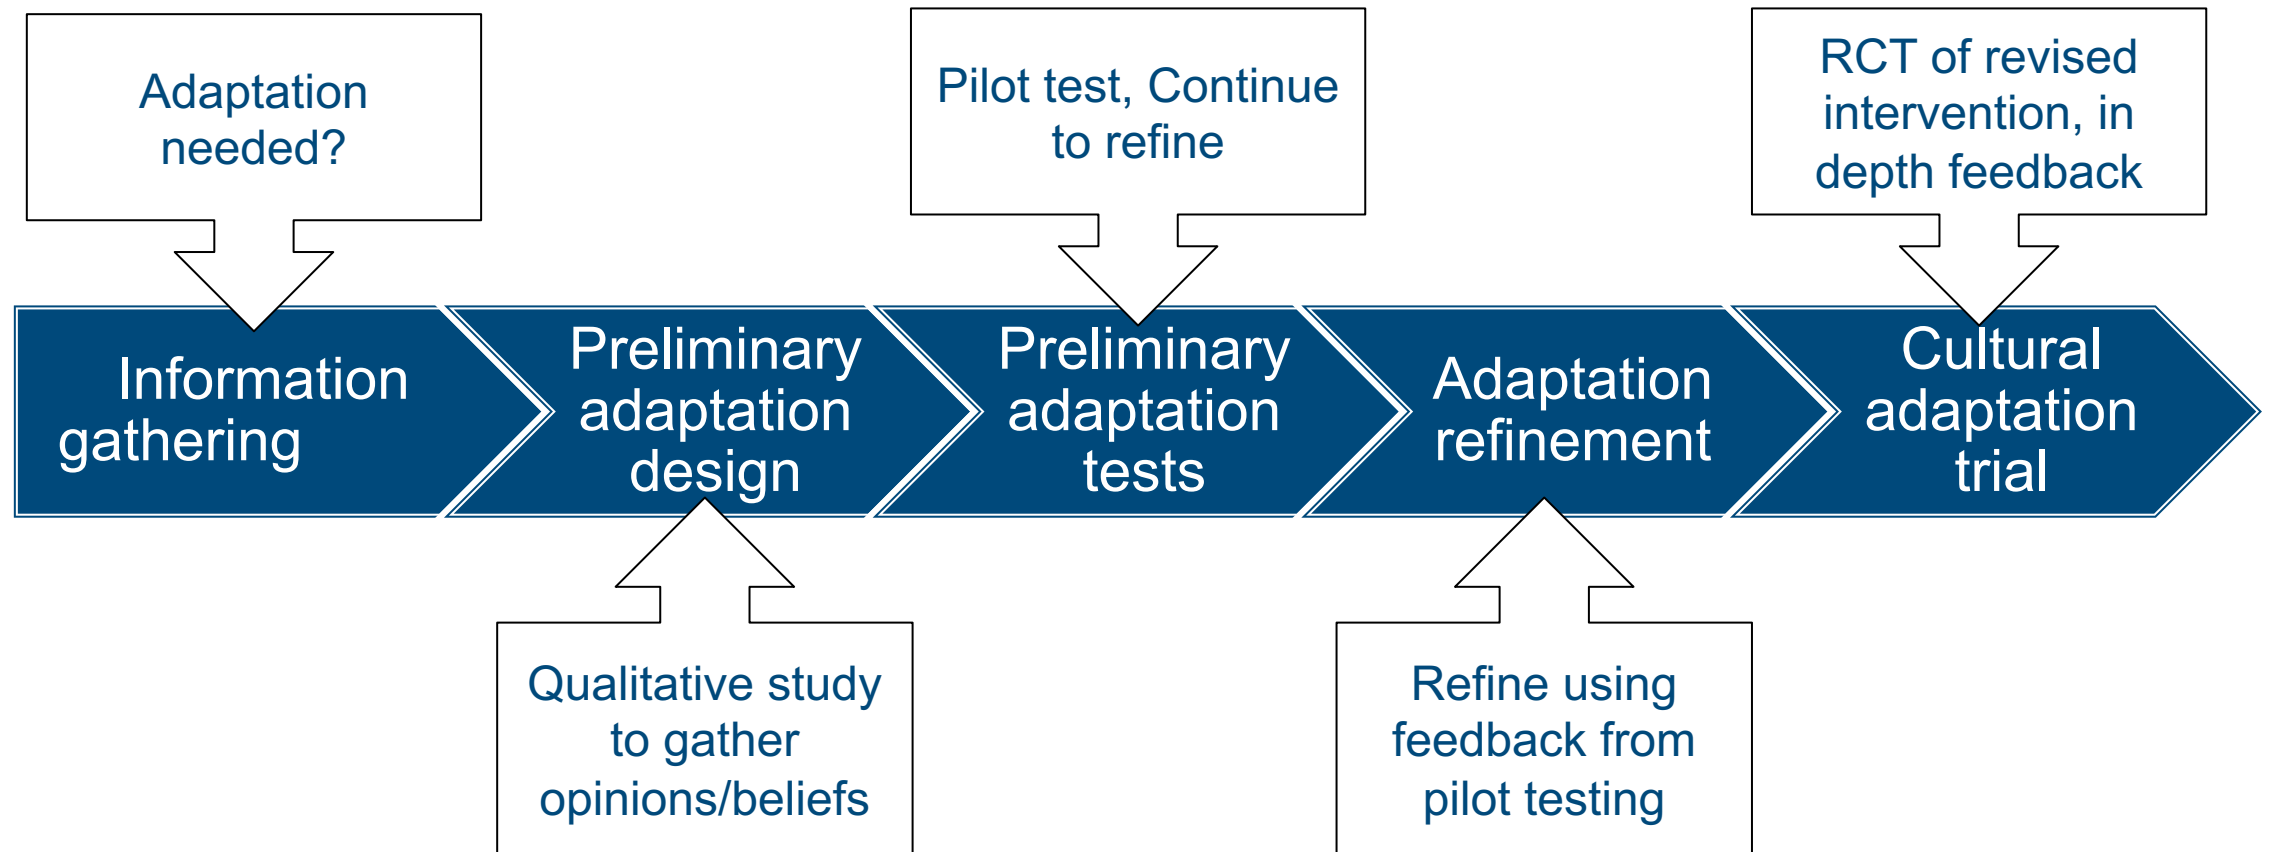 Adaptation
needed?
Pilot test, Continue
to refine
RCT of revised
intervention, in
depth feedback
Information
gathering
Preliminary
adaptation
design
Preliminary
adaptation
tests
Adaptation
refinement
Cultural
adaptation
trial
Qualitative study
to gather
opinions/beliefs
Refine using
feedback from
pilot testing